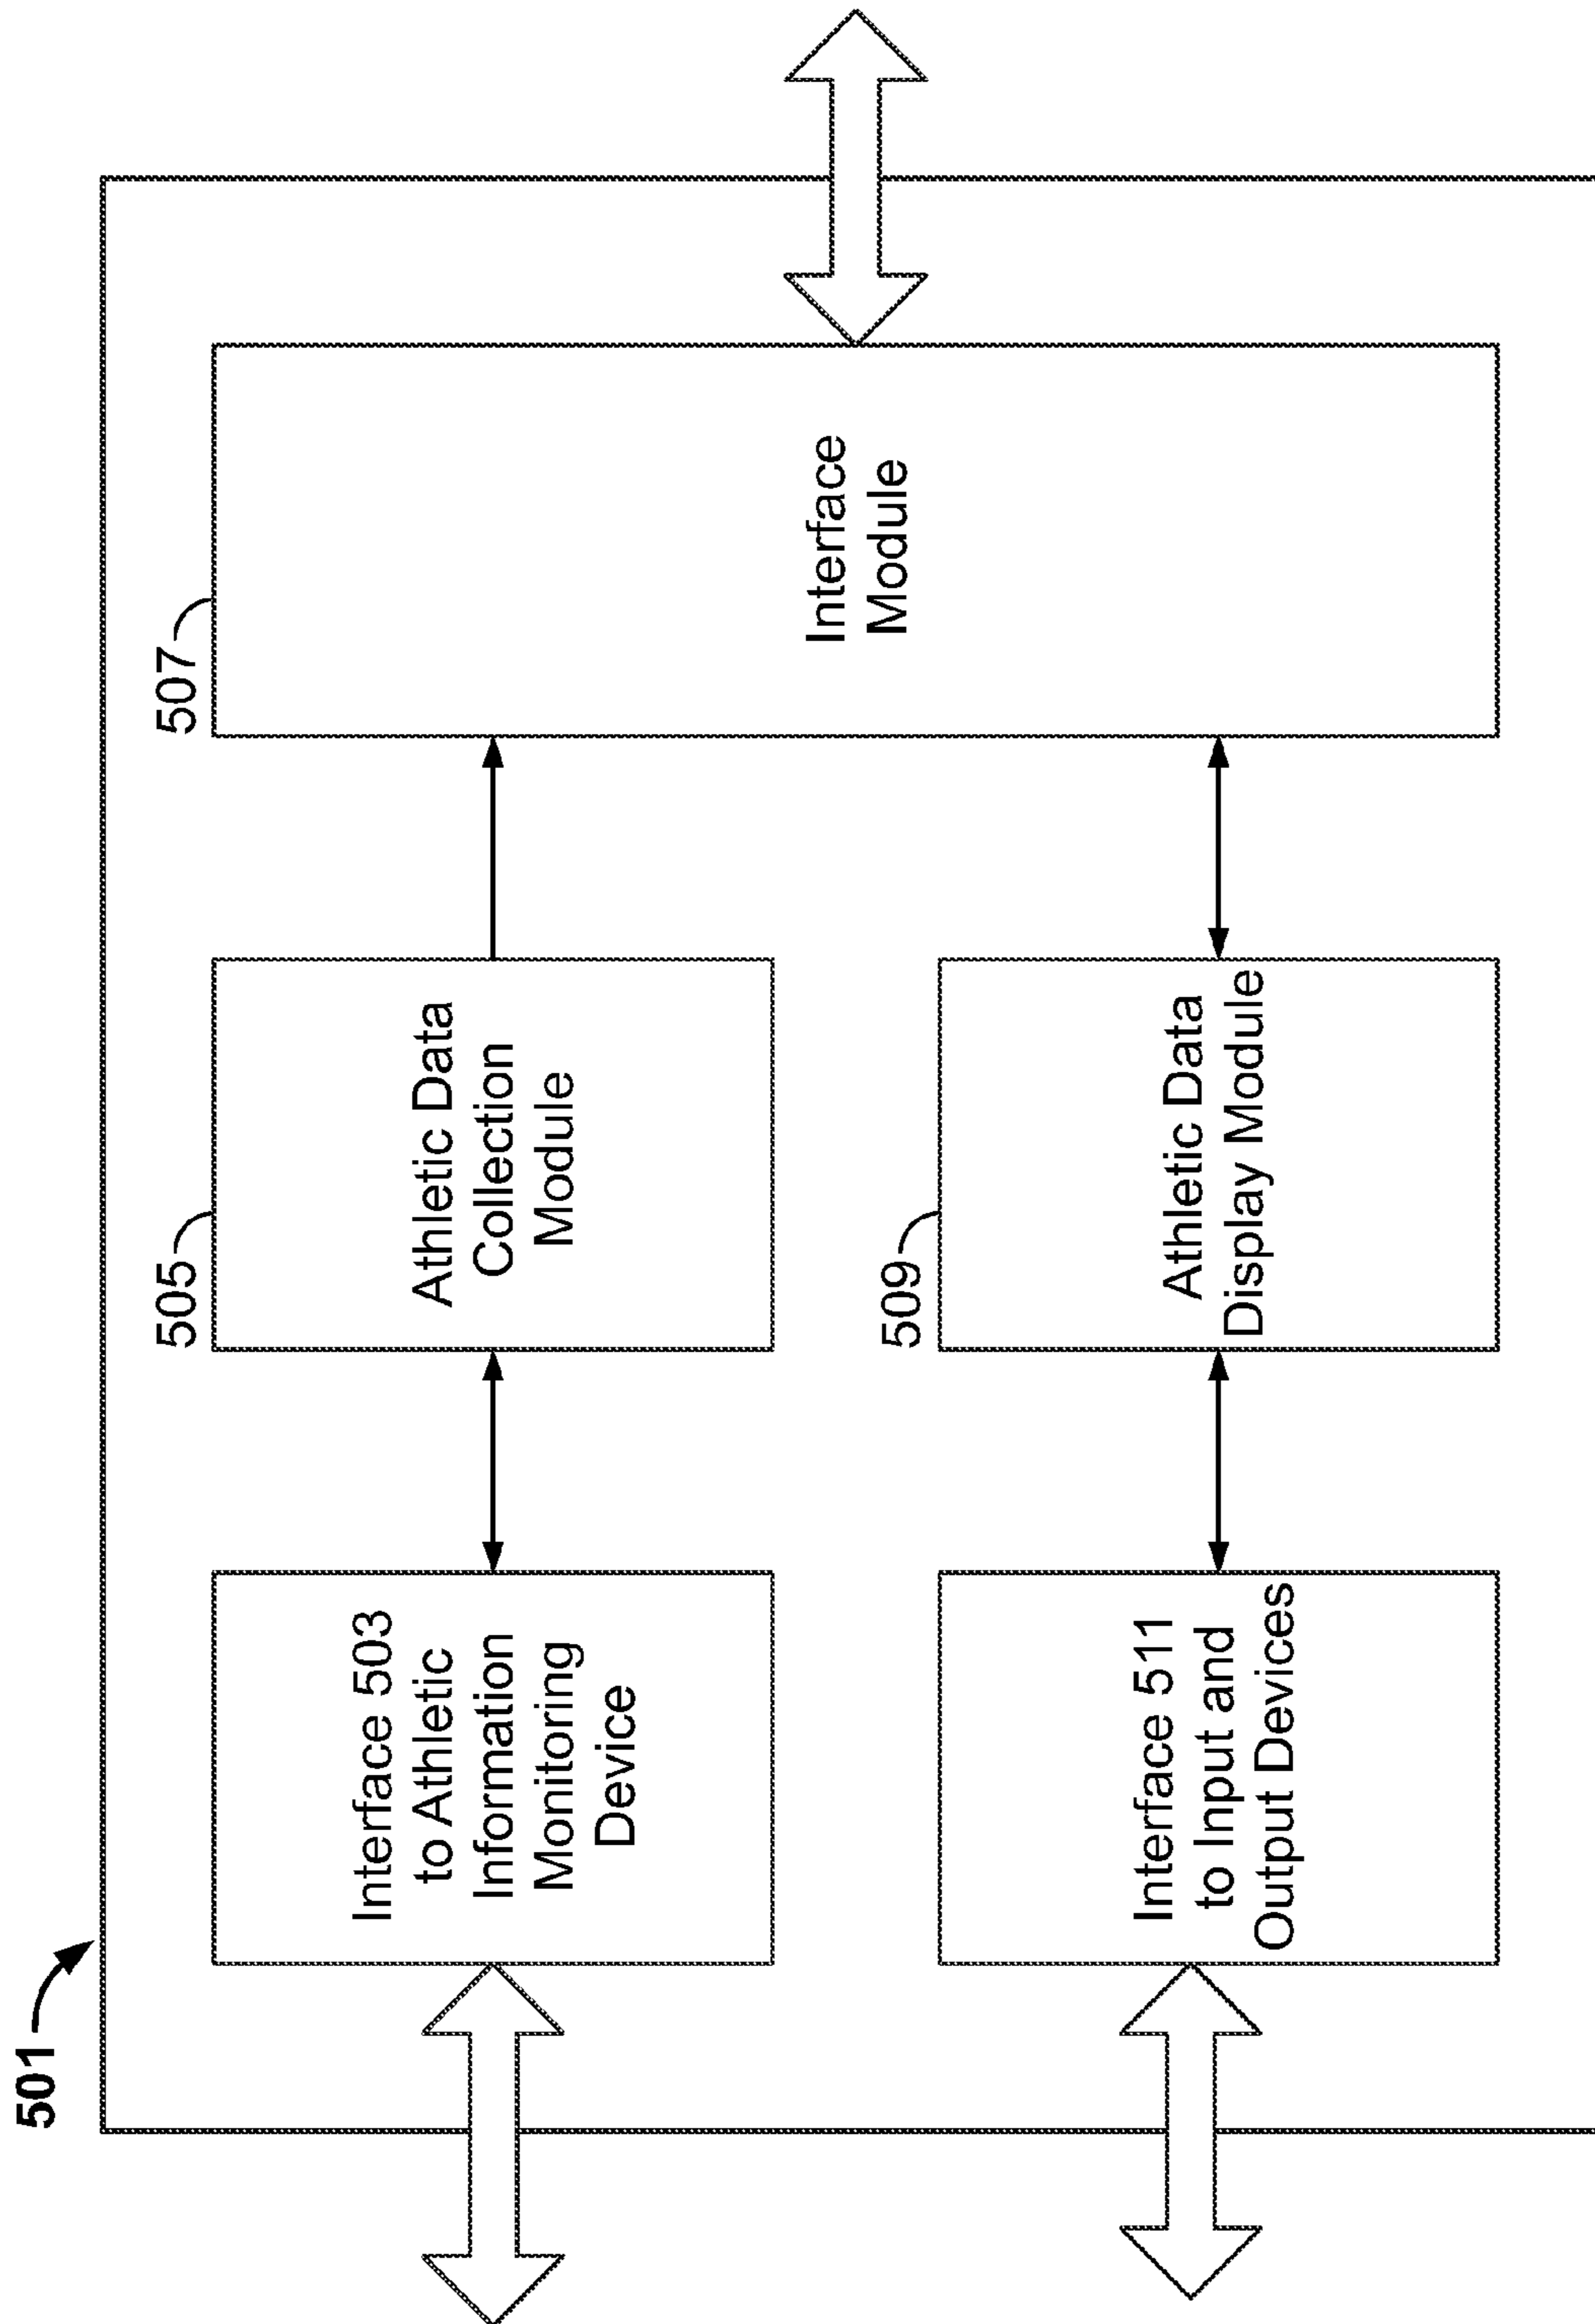 501
Interface 503
to Athletic
Information
Monitoring
Device
505
Athletic Data
Collection
Module
507
Interface
Module
Interface 511
to Input and
Output Devices
509
Athletic Data
Display Module